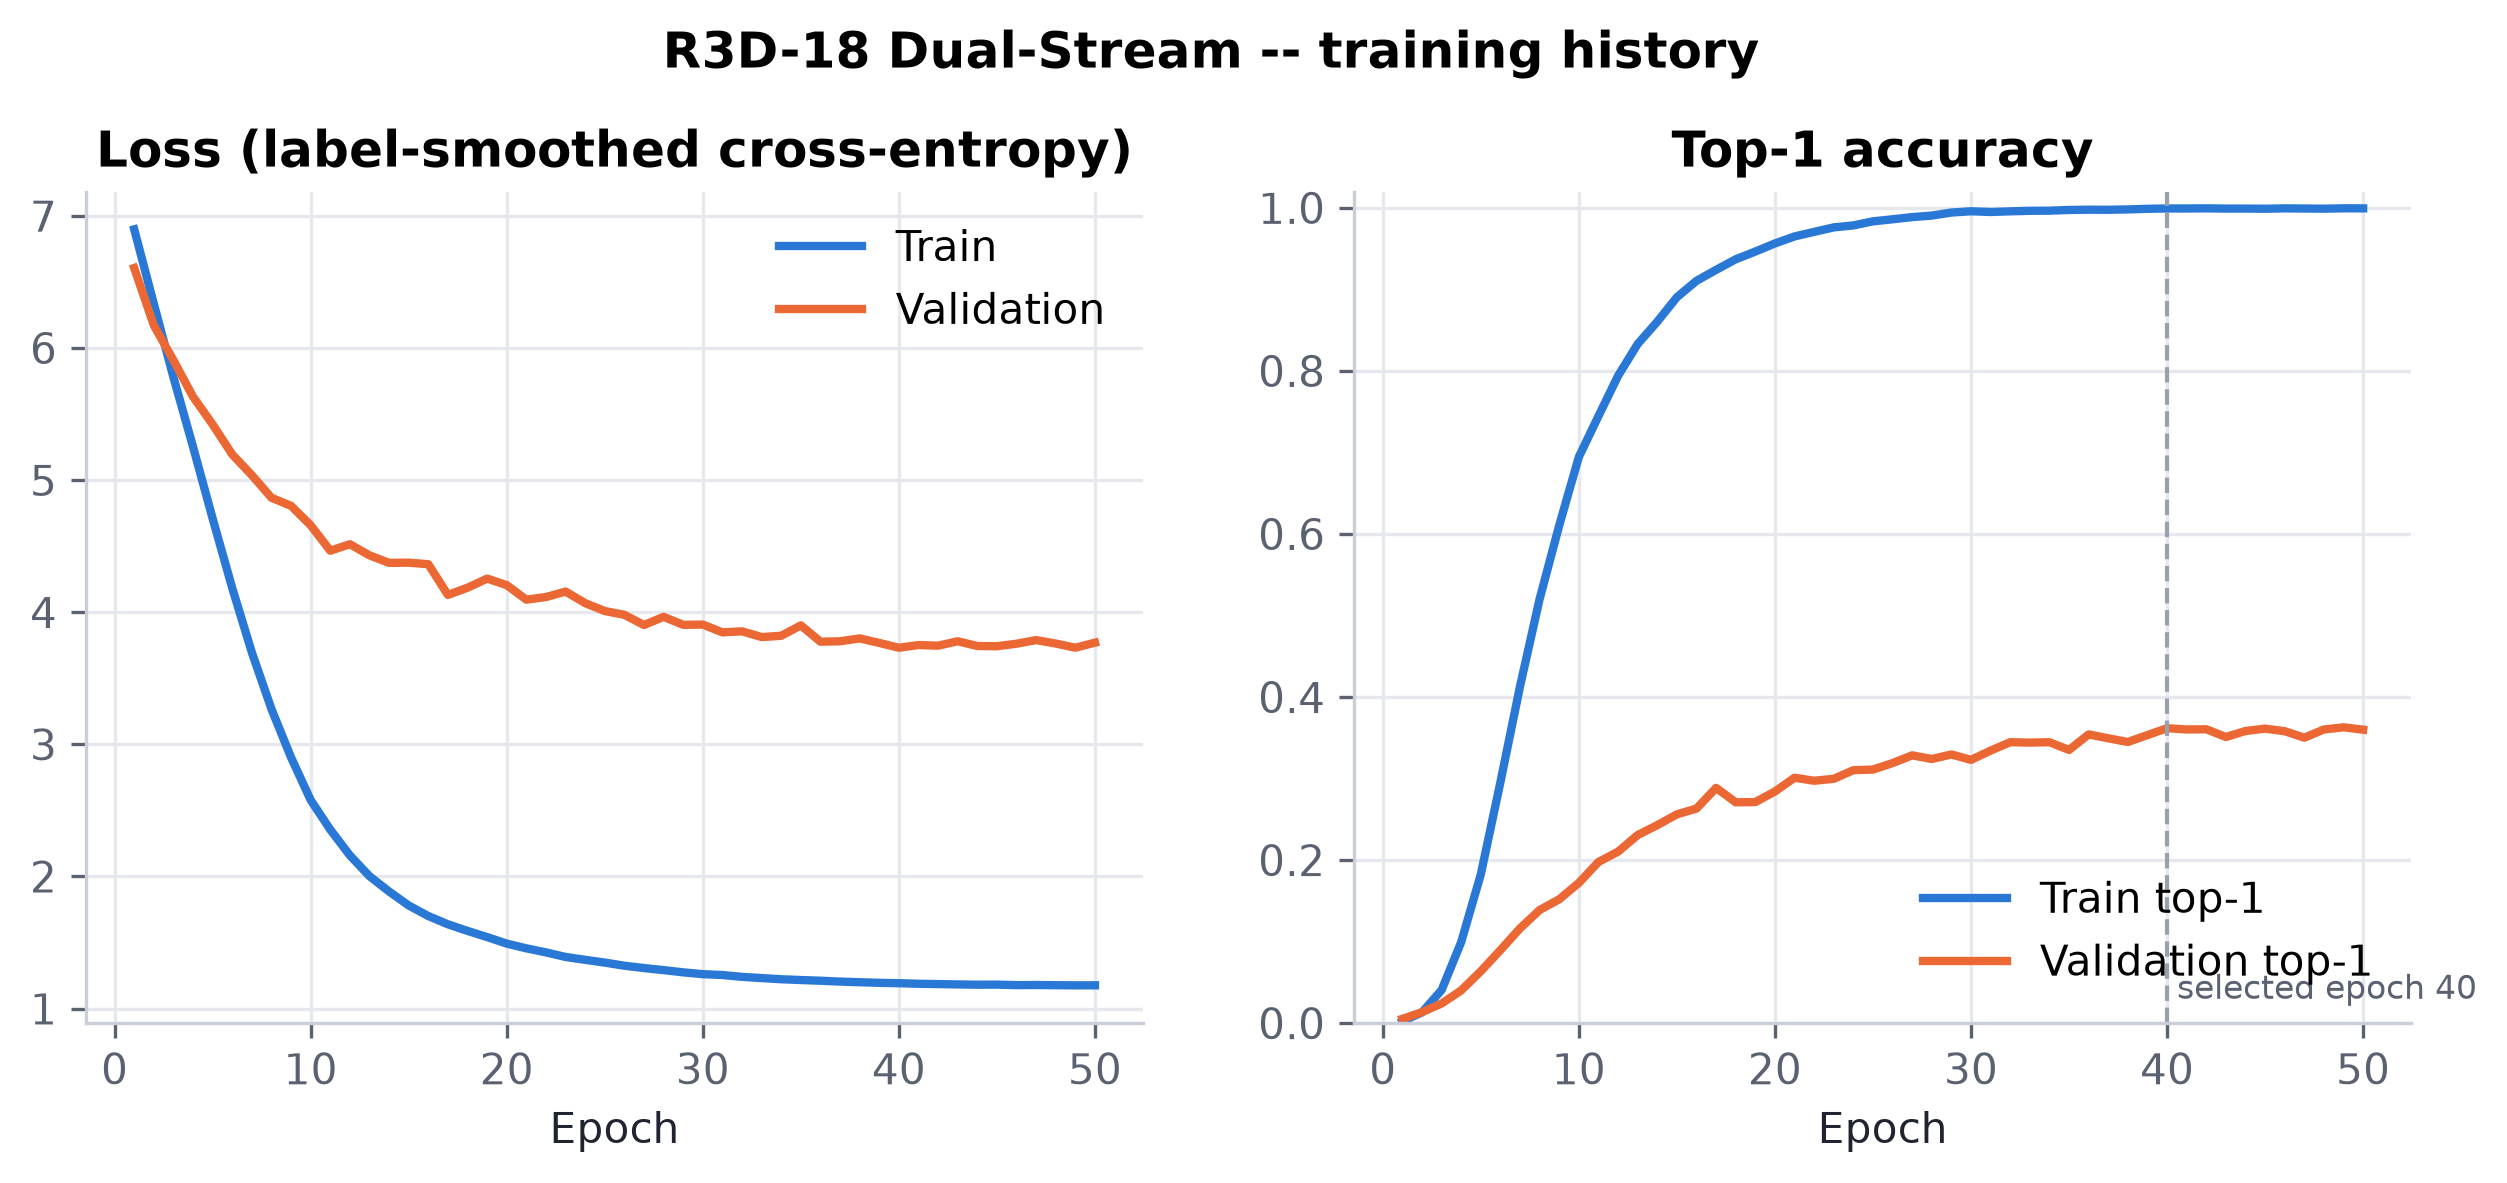 R3D-18 Dual-Stream -- training history
Loss (label-smoothed cross-entropy)
7
6
5
4
3
2
1
0
10
20
30
40
50
Epoch
Train
Validation
Top-1 accuracy
1.0
0.8
0.6
0.4
0.2
0.0
0
10
20
30
40
50
Epoch
Train top-1
Validation top-1
selected epoch 40